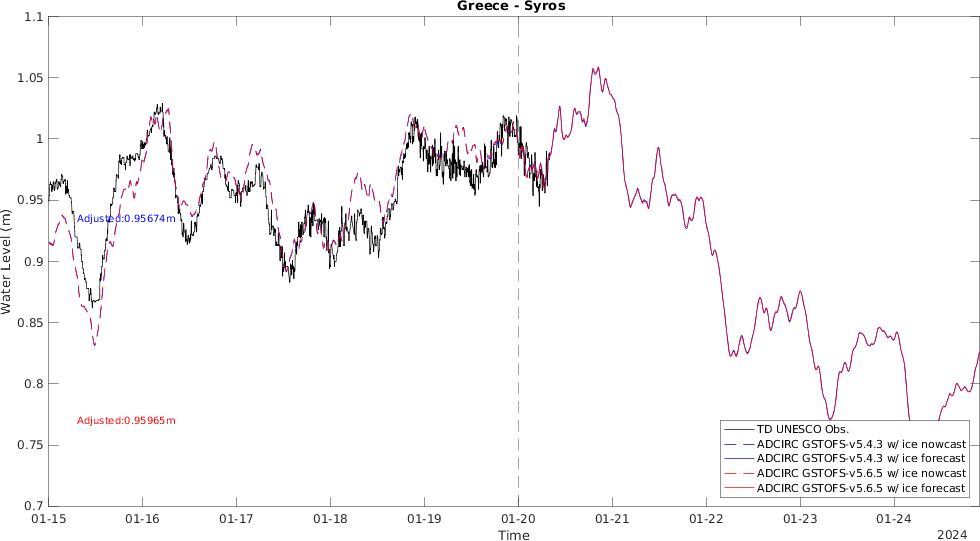 Greece - Syros
1.1
1.05
1
0.95
0.9
0.85
0.8
0.75
0.7
Water Level (m)
Adjusted:0.95674m
Adjusted:0.95965m
TD UNESCO Obs.
ADCIRC GSTOFS-v5.4.3 w/ ice nowcast
ADCIRC GSTOFS-v5.4.3 w/ ice forecast
ADCIRC GSTOFS-v5.6.5 w/ ice nowcast
ADCIRC GSTOFS-v5.6.5 w/ ice forecast
01-15 01-16 01-17 01-18 01-19 01-20 01-21 01-22 01-23 01-24
Time
2024